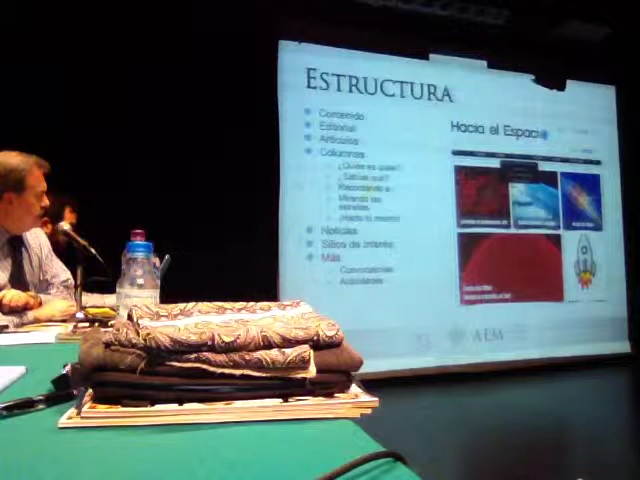 ESTRUCTURA
Contenido
Editorial
Artículos
Columnas
¿Quién es quién?
¿Sabías qué?
Recordando a
Mirando las
estrellas
¡Hazlo tú mismo!
Noticias
Sitios de interés
Más
Convocatorias
Hacia el Espacio
AEM